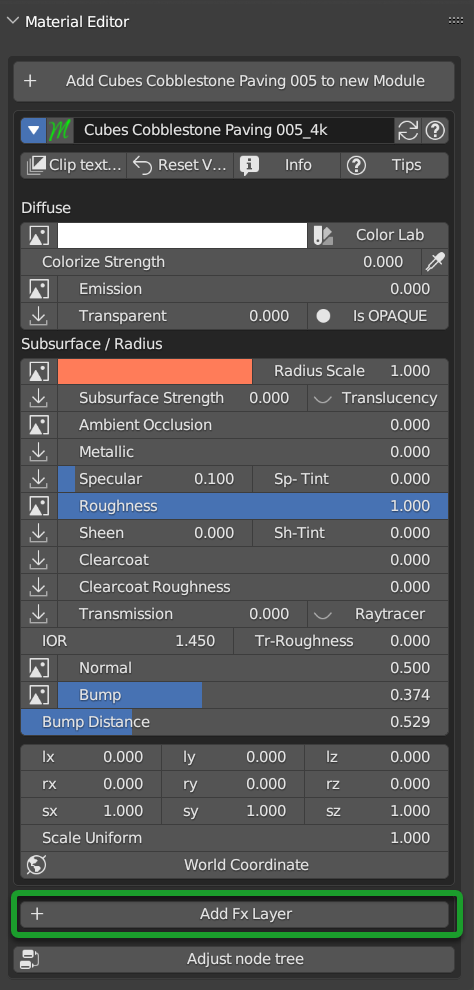 Material Editor
Add Cubes Cobblestone Paving 005 to new Module
Cubes Cobblestone Paving 005_4k
Clip text... Reset V... Info Tips
Diffuse
Color Lab
Colorize Strength 0.000
Emission 0.000
Transparent 0.000 Is OPAQUE
Subsurface / Radius
Radius Scale 1.000
Subsurface Strength 0.000 Translucency
Ambient Occlusion 0.000
Metallic 0.000
Specular 0.100 Sp- Tint 0.000
Roughness 1.000
Sheen 0.000 Sh-Tint 0.000
Clearcoat 0.000
Clearcoat Roughness 0.000
Transmission 0.000 Raytracer
IOR 1.450 Tr-Roughness 0.000
Normal 0.500
Bump 0.374
Bump Distance 0.529
lx 0.000 ly 0.000 lz 0.000
rx 0.000 ry 0.000 rz 0.000
sx 1.000 sy 1.000 sz 1.000
Scale Uniform 1.000
World Coordinate
Add Fx Layer
Adjust node tree